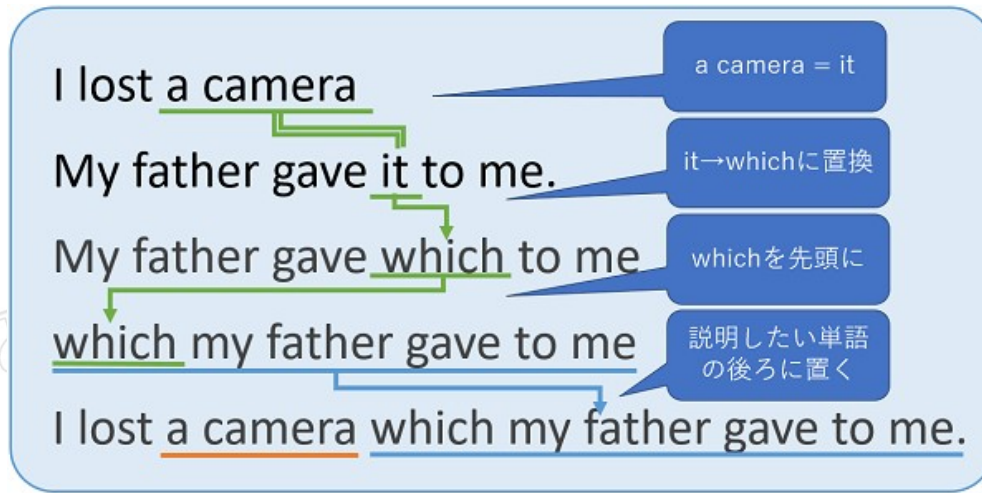 I lost a camera
a camera = it
My father gave it to me.
it→whichに置換
My father gave which to me
whichを先頭に
which my father gave to me
説明したい単語
の後ろに置く
I lost a camera which my father gave to me.